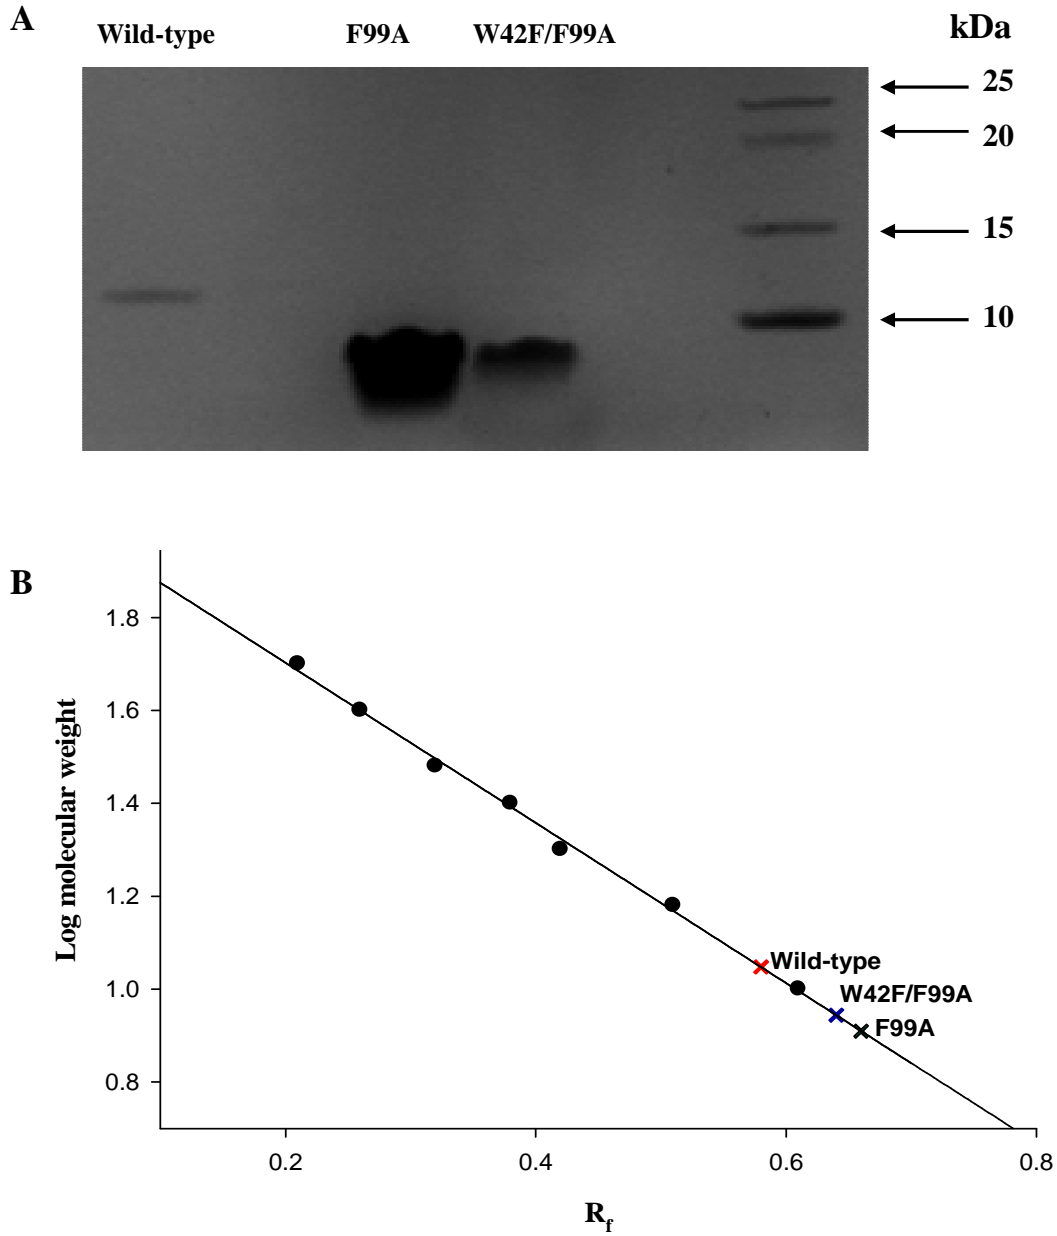 A
Wild-type F99A W42F/F99A kDa
25
20
15
10
B
Log molecular weight
1.8
1.6
1.4
1.2
1.0
0.8
Wild-type
W42F/F99A
F99A
0.2 0.4 0.6 0.8
Rf